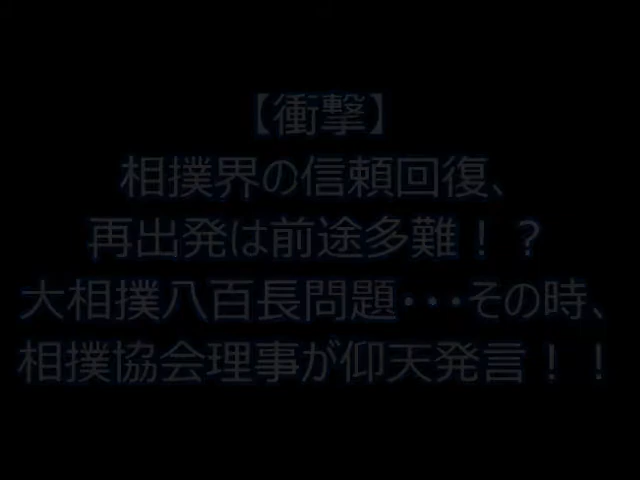 【衝撃】
相撲界の信頼回復、
再出発は前途多難！？
大相撲八百長問題・・・その時、
相撲協会理事が仰天発言！！